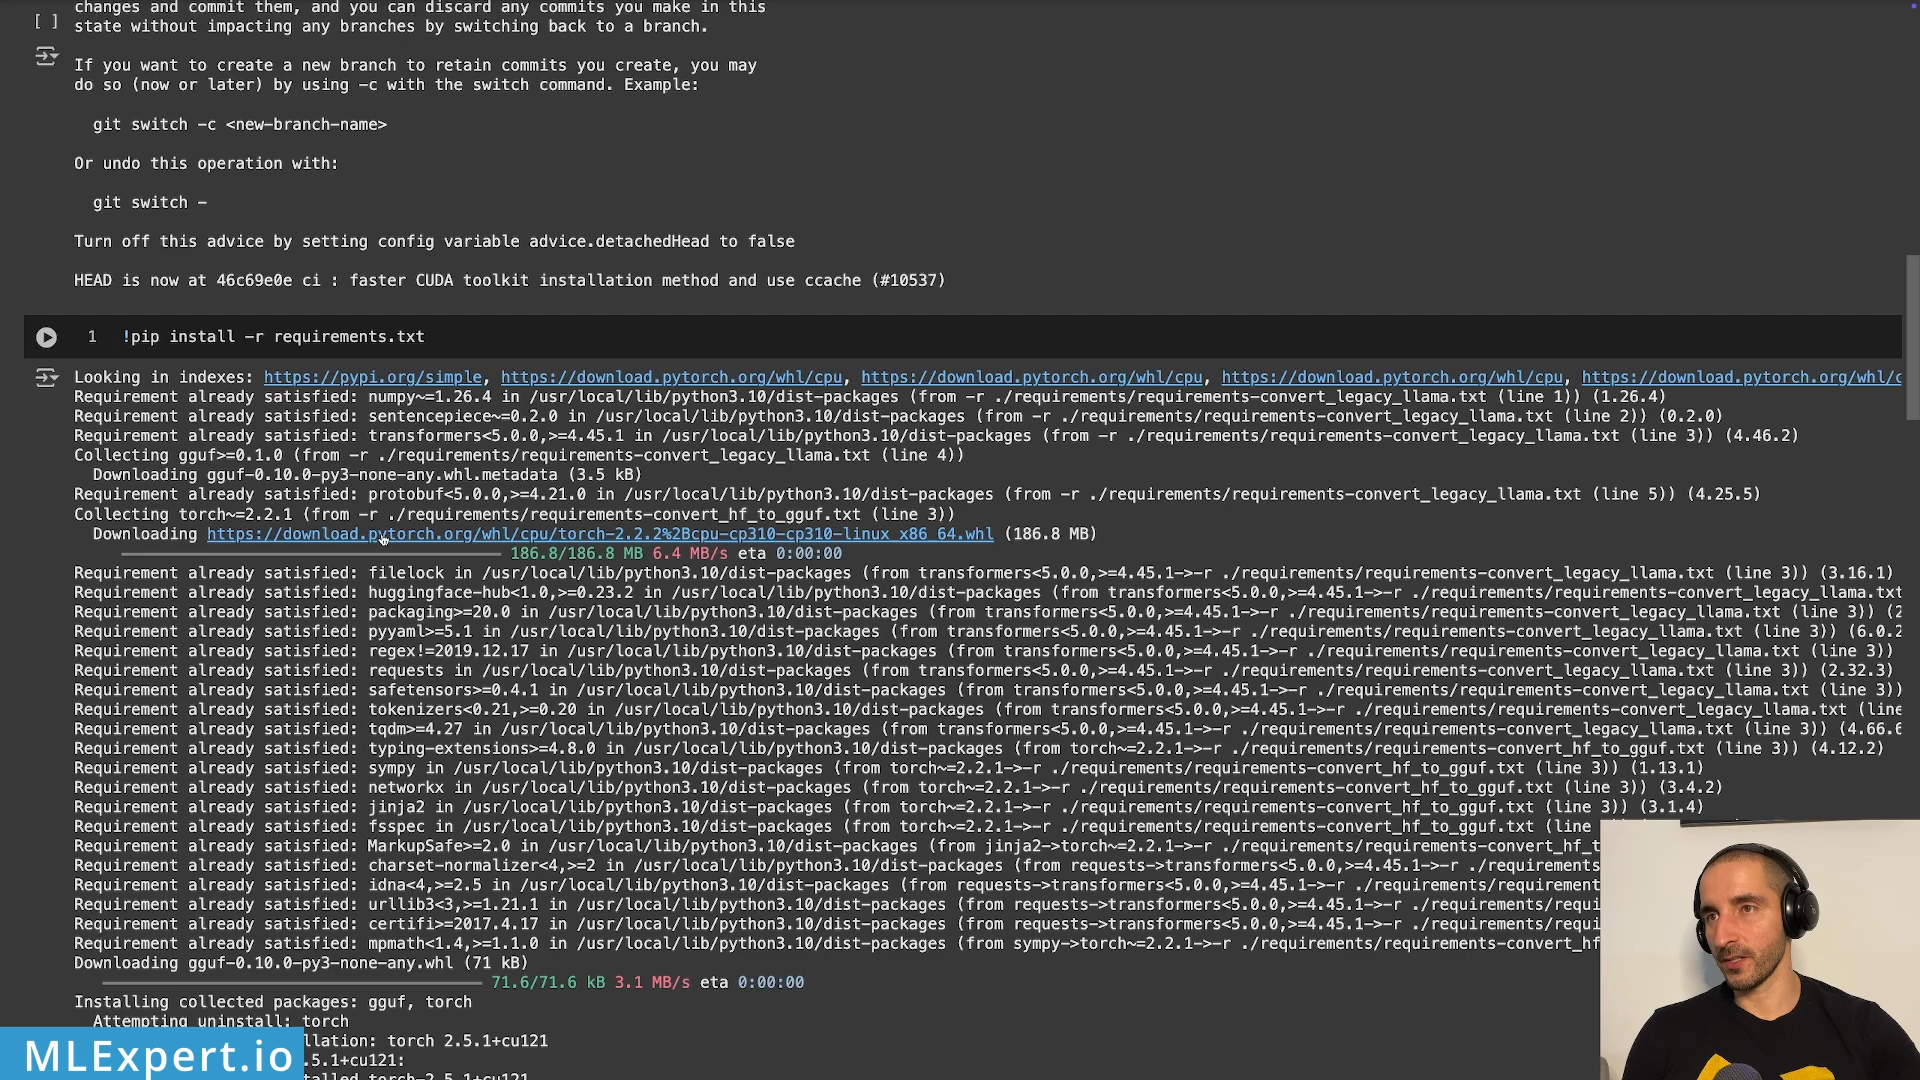 changes and commit them, and you can discard any commits you make in this
[ ] state without impacting any branches by switching back to a branch.
If you want to create a new branch to retain commits you create, you may
do so (now or later) by using -c with the switch command. Example:
git switch -c <new-branch-name>
Or undo this operation with:
git switch -
Turn off this advice by setting config variable advice.detachedHead to false
HEAD is now at 46c69e0e ci : faster CUDA toolkit installation method and use ccache (#10537)
1 !pip install -r requirements.txt
Looking in indexes: https://pypi.org/simple, https://download.pytorch.org/whl/cpu, https://download.pytorch.org/whl/cpu, https://download.pytorch.org/whl/cpu, https://download.pytorch.org/whl/c
Requirement already satisfied: numpy~=1.26.4 in /usr/local/lib/python3.10/dist-packages (from -r ./requirements/requirements-convert_legacy_llama.txt (line 1)) (1.26.4)
Requirement already satisfied: sentencepiece~=0.2.0 in /usr/local/lib/python3.10/dist-packages (from -r ./requirements/requirements-convert_legacy_llama.txt (line 2)) (0.2.0)
Requirement already satisfied: transformers<5.0.0,>=4.45.1 in /usr/local/lib/python3.10/dist-packages (from -r ./requirements/requirements-convert_legacy_llama.txt (line 3)) (4.46.2)
Collecting gguf>=0.1.0 (from -r ./requirements/requirements-convert_legacy_llama.txt (line 4))
Downloading gguf-0.10.0-py3-none-any.whl.metadata (3.5 kB)
Requirement already satisfied: protobuf<5.0.0,>=4.21.0 in /usr/local/lib/python3.10/dist-packages (from -r ./requirements/requirements-convert_legacy_llama.txt (line 5)) (4.25.5)
Collecting torch~=2.2.1 (from -r ./requirements/requirements-convert_hf_to_gguf.txt (line 3))
Downloading https://download.pytorch.org/whl/cpu/torch-2.2.2%2Bcpu-cp310-cp310-linux_x86_64.whl (186.8 MB)
186.8/186.8 MB 6.4 MB/s eta 0:00:00
Requirement already satisfied: filelock in /usr/local/lib/python3.10/dist-packages (from transformers<5.0.0,>=4.45.1->-r ./requirements/requirements-convert_legacy_llama.txt (line 3)) (3.16.1)
Requirement already satisfied: huggingface-hub<1.0,>=0.23.2 in /usr/local/lib/python3.10/dist-packages (from transformers<5.0.0,>=4.45.1->-r ./requirements/requirements-convert_legacy_llama.txt
Requirement already satisfied: packaging>=20.0 in /usr/local/lib/python3.10/dist-packages (from transformers<5.0.0,>=4.45.1->-r ./requirements/requirements-convert_legacy_llama.txt (line 3)) (2
Requirement already satisfied: pyyaml>=5.1 in /usr/local/lib/python3.10/dist-packages (from transformers<5.0.0,>=4.45.1->-r ./requirements/requirements-convert_legacy_llama.txt (line 3)) (6.0.2
Requirement already satisfied: regex!=2019.12.17 in /usr/local/lib/python3.10/dist-packages (from transformers<5.0.0,>=4.45.1->-r ./requirements/requirements-convert_legacy_llama.txt (line 3))
Requirement already satisfied: requests in /usr/local/lib/python3.10/dist-packages (from transformers<5.0.0,>=4.45.1->-r ./requirements/requirements-convert_legacy_llama.txt (line 3)) (2.32.3)
Requirement already satisfied: safetensors>=0.4.1 in /usr/local/lib/python3.10/dist-packages (from transformers<5.0.0,>=4.45.1->-r ./requirements/requirements-convert_legacy_llama.txt (line 3))
Requirement already satisfied: tokenizers<0.21,>=0.20 in /usr/local/lib/python3.10/dist-packages (from transformers<5.0.0,>=4.45.1->-r ./requirements/requirements-convert_legacy_llama.txt (line
Requirement already satisfied: tqdm>=4.27 in /usr/local/lib/python3.10/dist-packages (from transformers<5.0.0,>=4.45.1->-r ./requirements/requirements-convert_legacy_llama.txt (line 3)) (4.66.6
Requirement already satisfied: typing-extensions>=4.8.0 in /usr/local/lib/python3.10/dist-packages (from torch~=2.2.1->-r ./requirements/requirements-convert_hf_to_gguf.txt (line 3)) (4.12.2)
Requirement already satisfied: sympy in /usr/local/lib/python3.10/dist-packages (from torch~=2.2.1->-r ./requirements/requirements-convert_hf_to_gguf.txt (line 3)) (1.13.1)
Requirement already satisfied: networkx in /usr/local/lib/python3.10/dist-packages (from torch~=2.2.1->-r ./requirements/requirements-convert_hf_to_gguf.txt (line 3)) (3.4.2)
Requirement already satisfied: jinja2 in /usr/local/lib/python3.10/dist-packages (from torch~=2.2.1->-r ./requirements/requirements-convert_hf_to_gguf.txt (line 3)) (3.1.4)
Requirement already satisfied: fsspec in /usr/local/lib/python3.10/dist-packages (from torch~=2.2.1->-r ./requirements/requirements-convert_hf_to_gguf.txt (line
Requirement already satisfied: MarkupSafe>=2.0 in /usr/local/lib/python3.10/dist-packages (from jinja2->torch~=2.2.1->-r ./requirements/requirements-convert_hf_t
Requirement already satisfied: charset-normalizer<4,>=2 in /usr/local/lib/python3.10/dist-packages (from requests->transformers<5.0.0,>=4.45.1->-r ./requirements
Requirement already satisfied: idna<4,>=2.5 in /usr/local/lib/python3.10/dist-packages (from requests->transformers<5.0.0,>=4.45.1->-r ./requirements/requirement
Requirement already satisfied: urllib3<3,>=1.21.1 in /usr/local/lib/python3.10/dist-packages (from requests->transformers<5.0.0,>=4.45.1->-r ./requirements/requi
Requirement already satisfied: certifi>=2017.4.17 in /usr/local/lib/python3.10/dist-packages (from requests->transformers<5.0.0,>=4.45.1->-r ./requirements/requi
Requirement already satisfied: mpmath<1.4,>=1.1.0 in /usr/local/lib/python3.10/dist-packages (from sympy->torch~=2.2.1->-r ./requirements/requirements-convert_hf
Downloading gguf-0.10.0-py3-none-any.whl (71 kB)
71.6/71.6 kB 3.1 MB/s eta 0:00:00
Installing collected packages: gguf, torch
Attempting uninstall: torch
llation: torch 2.5.1+cu121
.5.1+cu121:
talled torch-2.5.1+cu121
MLExpert.io